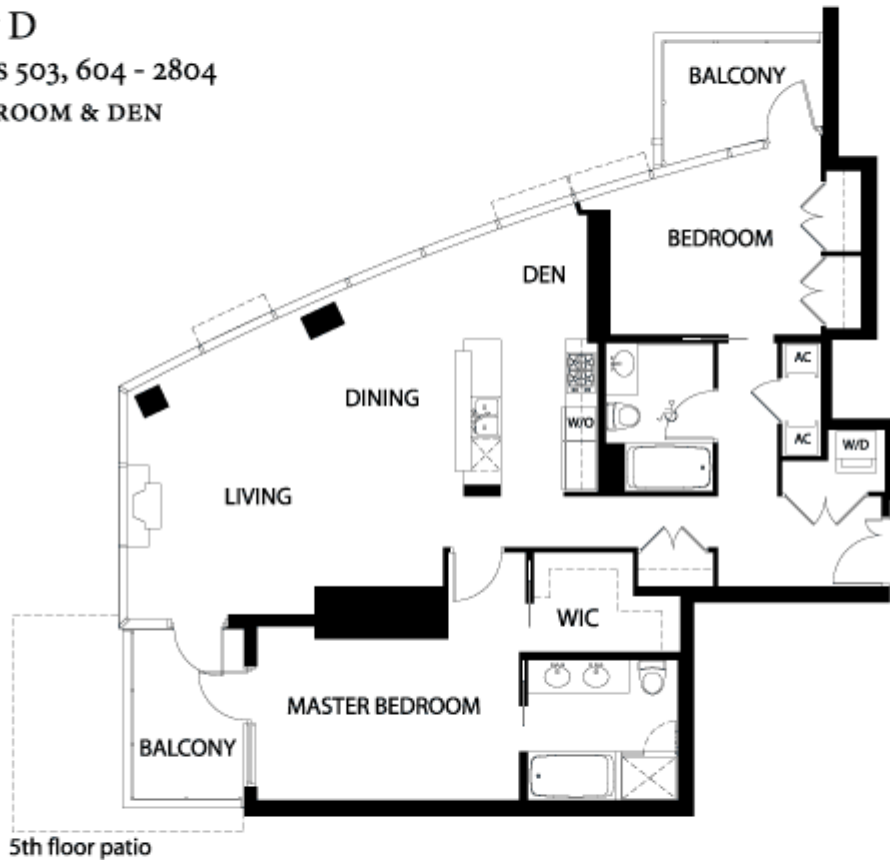 D
S 503, 604 - 2804
ROOM & DEN
BALCONY
BEDROOM
DEN
AC
DINING
W/O
AC
W/D
LIVING
WIC
MASTER BEDROOM
BALCONY
5th floor patio